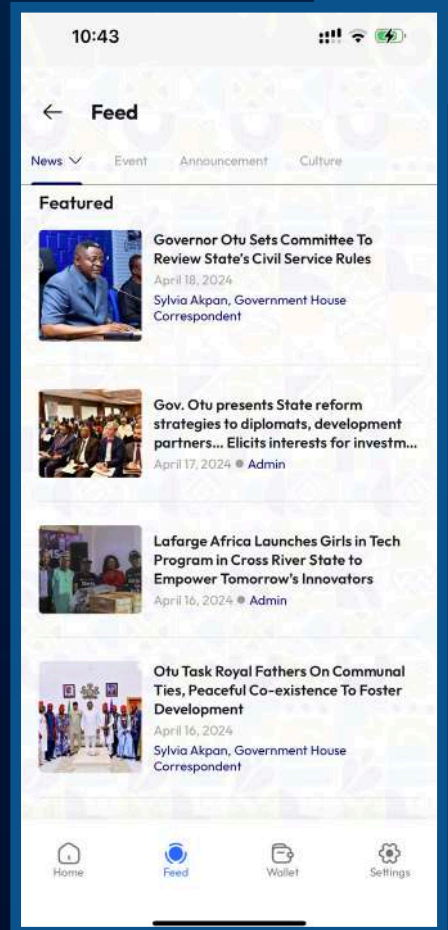 10:43
Feed
News
Event
Announcement
Culture
Featured
Governor Otu Sets Committee To
Review State's Civil Service Rules
April 18, 2024
Sylvia Akpan, Government House
Correspondent
Gov. Otu presents State reform
strategies to diplomats, development
partners... Elicits interests for investm...
April 17, 2024 ● Admin
Lafarge Africa Launches Girls in Tech
Program in Cross River State to
Empower Tomorrow's Innovators
April 16, 2024 ● Admin
Otu Task Royal Fathers On Communal
Ties, Peaceful Co-existence To Foster
Development
April 16, 2024
Sylvia Akpan, Government House
Correspondent
Home
Feed
Wallet
Settings